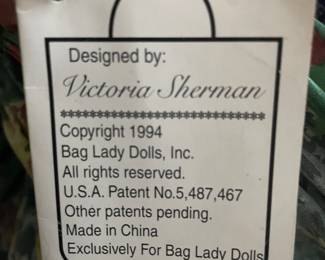 Designed by:
Victoria Sherman
****************************
Copyright 1994
Bag Lady Dolls, Inc.
All rights reserved.
U.S.A. Patent No.5,487,467
Other patents pending.
Made in China
Exclusively For Bag Lady Dolls